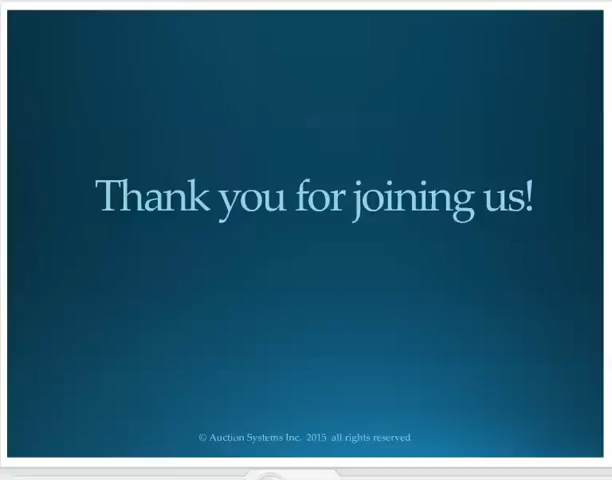 Thank you for joining us!
© Auction Systems Inc. 2015 all rights reserved